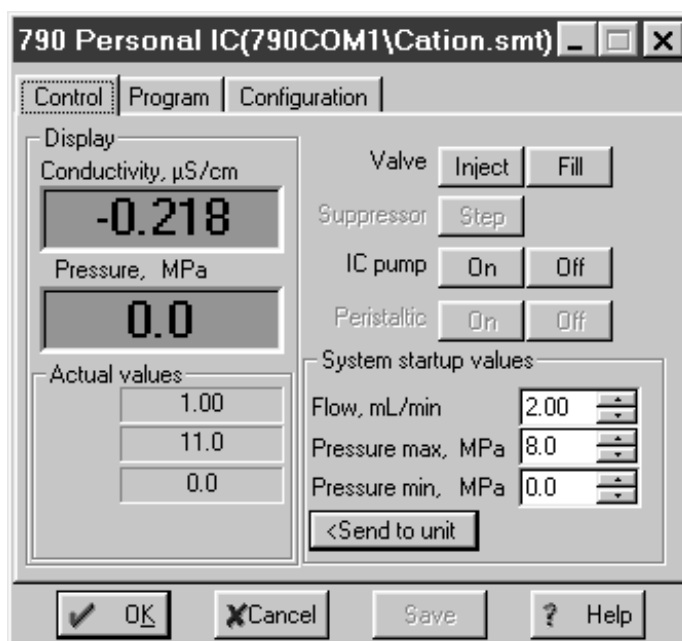 790 Personal IC(790COM1\Cation.smt)
Control Program Configuration
Display
Conductivity, µS/cm
-0.218
Pressure, MPa
0.0
Actual values
1.00
11.0
0.0
Valve Inject Fill
Suppressor Step
IC pump On Off
Peristaltic On Off
System startup values
Flow, mL/min 2.00
Pressure max, MPa 8.0
Pressure min, MPa 0.0
<Send to unit
OK Cancel Save ? Help